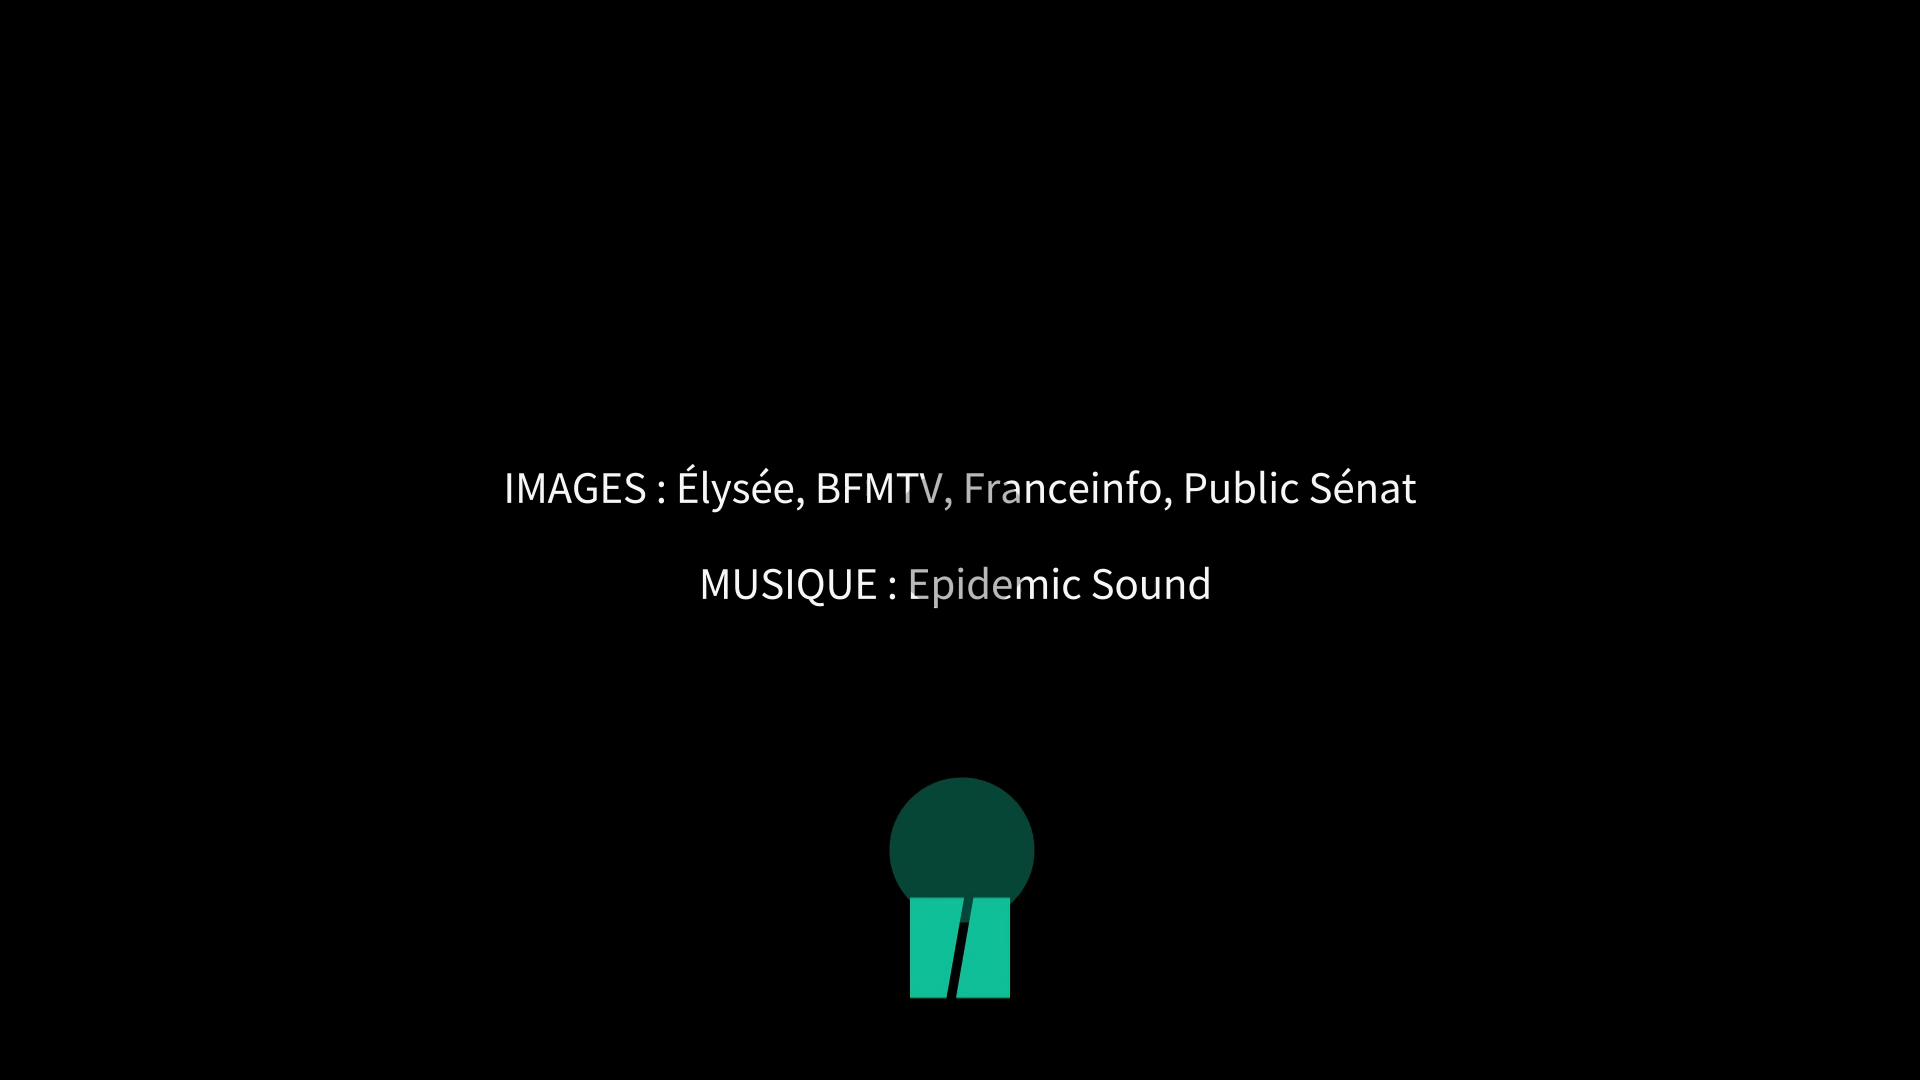 IMAGES : Élysée, BFMTV, Franceinfo, Public Sénat
MUSIQUE : Epidemic Sound